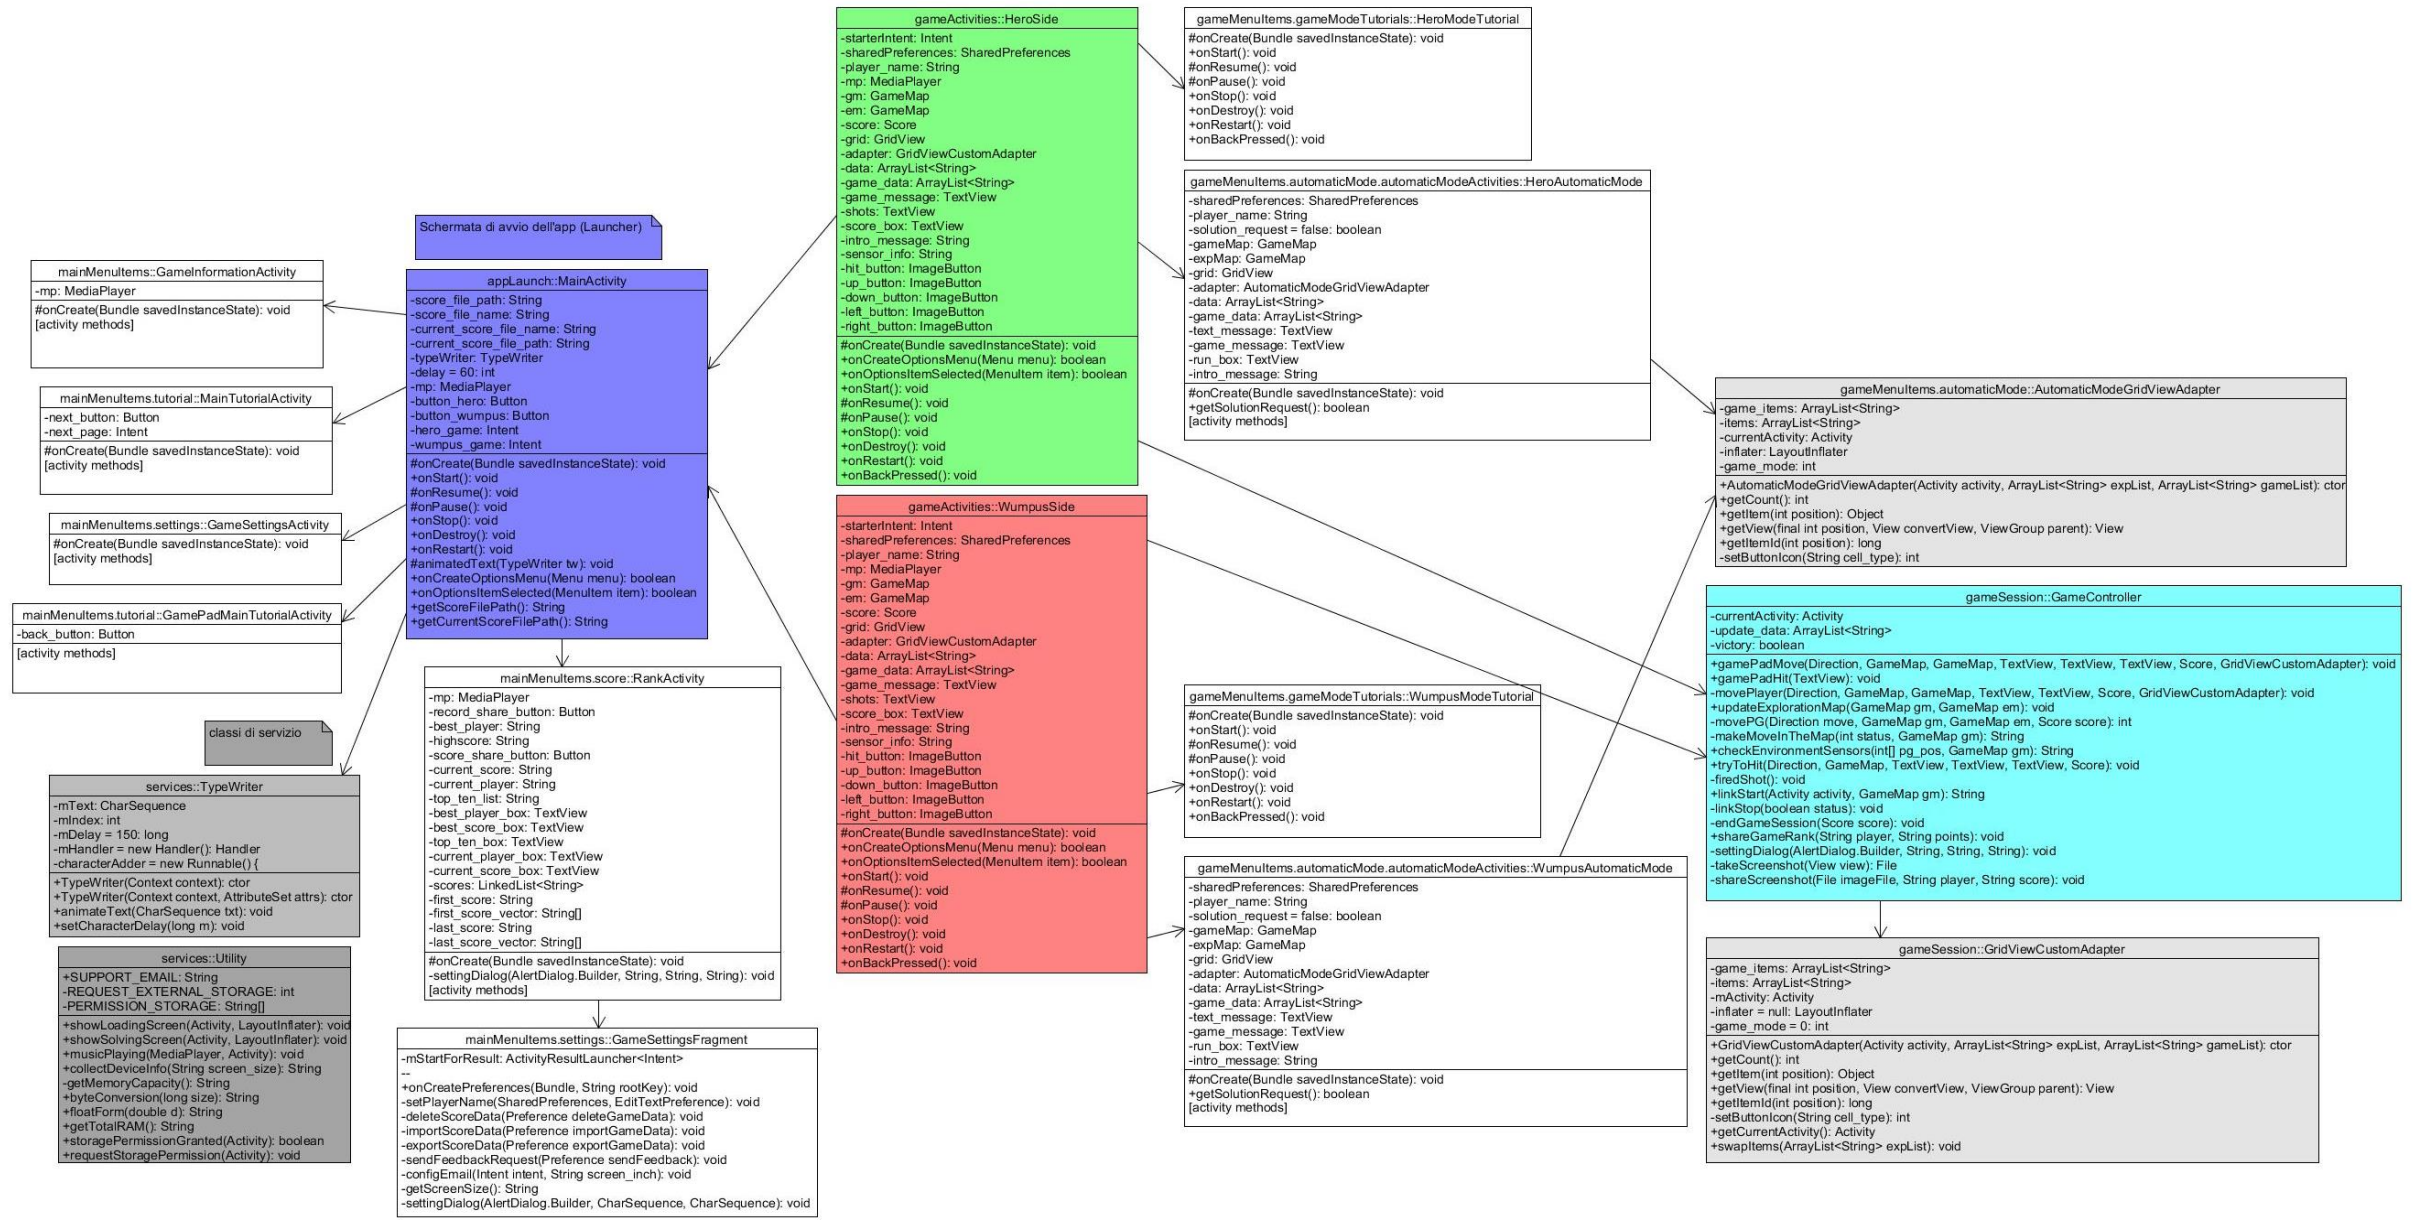 Schermata di avvio dell'app (Launcher)
mainMenuItems::GameInformationActivity
-mp: MediaPlayer
#onCreate(Bundle savedInstanceState): void
[activity methods]
mainMenuItems.tutorial::MainTutorialActivity
-next_button: Button
-next_page: Intent
#onCreate(Bundle savedInstanceState): void
[activity methods]
mainMenuItems.settings::GameSettingsActivity
#onCreate(Bundle savedInstanceState): void
[activity methods]
mainMenuItems.tutorial::GamePadMainTutorialActivity
-back_button: Button
[activity methods]
classi di servizio
services::TypeWriter
-mText: CharSequence
-mIndex: int
-mDelay = 150: long
-mHandler = new Handler(): Handler
-characterAdder = new Runnable() {
+TypeWriter(Context context): ctor
+TypeWriter(Context context, AttributeSet attrs): ctor
+animateText(CharSequence txt): void
+setCharacterDelay(long m): void
services::Utility
+SUPPORT_EMAIL: String
-REQUEST_EXTERNAL_STORAGE: int
-PERMISSION_STORAGE: String[]
+showLoadingScreen(Activity, LayoutInflater): void
+showSolvingScreen(Activity, LayoutInflater): void
+musicPlaying(MediaPlayer, Activity): void
+collectDeviceInfo(String screen_size): String
-getMemoryCapacity(): String
+byteConversion(long size): String
+floatForm(double d): String
+getTotalRAM(): String
+storagePermissionGranted(Activity): boolean
+requestStoragePermission(Activity): void
appLaunch::MainActivity
-score_file_path: String
-score_file_name: String
-current_score_file_name: String
-current_score_file_path: String
-typeWriter: TypeWriter
-delay = 60: int
-mp: MediaPlayer
-button_hero: Button
-button_wumpus: Button
-hero_game: Intent
-wumpus_game: Intent
#onCreate(Bundle savedInstanceState): void
+onStart(): void
#onResume(): void
#onPause(): void
+onStop(): void
+onDestroy(): void
+onRestart(): void
#animatedText(TypeWriter tw): void
+onCreateOptionsMenu(Menu menu): boolean
+onOptionsItemSelected(MenuItem item): boolean
+getScoreFilePath(): String
+getCurrentScoreFilePath(): String
mainMenuItems.score::RankActivity
-mp: MediaPlayer
-record_share_button: Button
-best_player: String
-highscore: String
-score_share_button: Button
-current_score: String
-current_player: String
-top_ten_list: String
-best_player_box: TextView
-best_score_box: TextView
-top_ten_box: TextView
-current_player_box: TextView
-current_score_box: TextView
-scores: LinkedList<String>
-first_score: String
-first_score_vector: String[]
-last_score: String
-last_score_vector: String[]
#onCreate(Bundle savedInstanceState): void
-settingDialog(AlertDialog.Builder, String, String, String): void
[activity methods]
mainMenuItems.settings::GameSettingsFragment
-mStartForResult: ActivityResultLauncher<Intent>
--
+onCreatePreferences(Bundle, String rootKey): void
-setPlayerName(SharedPreferences, EditTextPreference): void
-deleteScoreData(Preference deleteGameData): void
-importScoreData(Preference importGameData): void
-exportScoreData(Preference exportGameData): void
-sendFeedbackRequest(Preference sendFeedback): void
-configEmail(Intent intent, String screen_inch): void
-getScreenSize(): String
-settingDialog(AlertDialog.Builder, CharSequence, CharSequence): void
gameActivities::HeroSide
-starterIntent: Intent
-sharedPreferences: SharedPreferences
-player_name: String
-mp: MediaPlayer
-gm: GameMap
-em: GameMap
-score: Score
-grid: GridView
-adapter: GridViewCustomAdapter
-data: ArrayList<String>
-game_data: ArrayList<String>
-game_message: TextView
-shots: TextView
-score_box: TextView
-intro_message: String
-sensor_info: String
-hit_button: ImageButton
-up_button: ImageButton
-down_button: ImageButton
-left_button: ImageButton
-right_button: ImageButton
#onCreate(Bundle savedInstanceState): void
+onCreateOptionsMenu(Menu menu): boolean
+onOptionsItemSelected(MenuItem item): boolean
+onStart(): void
#onResume(): void
#onPause(): void
+onStop(): void
+onDestroy(): void
+onRestart(): void
+onBackPressed(): void
gameActivities::WumpusSide
-starterIntent: Intent
-sharedPreferences: SharedPreferences
-player_name: String
-mp: MediaPlayer
-gm: GameMap
-em: GameMap
-score: Score
-grid: GridView
-adapter: GridViewCustomAdapter
-data: ArrayList<String>
-game_data: ArrayList<String>
-game_message: TextView
-shots: TextView
-score_box: TextView
-intro_message: String
-sensor_info: String
-hit_button: ImageButton
-up_button: ImageButton
-down_button: ImageButton
-left_button: ImageButton
-right_button: ImageButton
#onCreate(Bundle savedInstanceState): void
+onCreateOptionsMenu(Menu menu): boolean
+onOptionsItemSelected(MenuItem item): boolean
+onStart(): void
#onResume(): void
#onPause(): void
+onStop(): void
+onDestroy(): void
+onRestart(): void
+onBackPressed(): void
gameMenuItems.gameModeTutorials::HeroModeTutorial
#onCreate(Bundle savedInstanceState): void
+onStart(): void
#onResume(): void
#onPause(): void
+onStop(): void
+onDestroy(): void
+onRestart(): void
+onBackPressed(): void
gameMenuItems.automaticMode.automaticModeActivities::HeroAutomaticMode
-sharedPreferences: SharedPreferences
-player_name: String
-solution_request = false: boolean
-gameMap: GameMap
-expMap: GameMap
-grid: GridView
-adapter: AutomaticModeGridViewAdapter
-data: ArrayList<String>
-game_data: ArrayList<String>
-text_message: TextView
-game_message: TextView
-run_box: TextView
-intro_message: String
#onCreate(Bundle savedInstanceState): void
+getSolutionRequest(): boolean
[activity methods]
gameMenuItems.gameModeTutorials::WumpusModeTutorial
#onCreate(Bundle savedInstanceState): void
+onStart(): void
#onResume(): void
#onPause(): void
+onStop(): void
+onDestroy(): void
+onRestart(): void
+onBackPressed(): void
gameMenuItems.automaticMode.automaticModeActivities::WumpusAutomaticMode
-sharedPreferences: SharedPreferences
-player_name: String
-solution_request = false: boolean
-gameMap: GameMap
-expMap: GameMap
-grid: GridView
-adapter: AutomaticModeGridViewAdapter
-data: ArrayList<String>
-game_data: ArrayList<String>
-text_message: TextView
-game_message: TextView
-run_box: TextView
-intro_message: String
#onCreate(Bundle savedInstanceState): void
+getSolutionRequest(): boolean
[activity methods]
gameMenuItems.automaticMode::AutomaticModeGridViewAdapter
-game_items: ArrayList<String>
-items: ArrayList<String>
-currentActivity: Activity
-inflater: LayoutInflater
-game_mode: int
+AutomaticModeGridViewAdapter(Activity activity, ArrayList<String> expList, ArrayList<String> gameList): ctor
+getCount(): int
+getItem(int position): Object
+getView(final int position, View convertView, ViewGroup parent): View
+getItemId(int position): long
-setButtonIcon(String cell_type): int
gameSession::GameController
-currentActivity: Activity
-update_data: ArrayList<String>
-victory: boolean
+gamePadMove(Direction, GameMap, GameMap, TextView, TextView, TextView, Score, GridViewCustomAdapter): void
+gamePadHit(TextView): void
-movePlayer(Direction, GameMap, GameMap, TextView, TextView, Score, GridViewCustomAdapter): void
+updateExplorationMap(GameMap gm, GameMap em): void
-movePG(Direction move, GameMap gm, GameMap em, Score score): int
-makeMoveInTheMap(int status, GameMap gm): String
+checkEnvironmentSensors(int[] pg_pos, GameMap gm): String
+tryToHit(Direction, GameMap, TextView, TextView, TextView, Score): void
-firedShot(): void
+linkStart(Activity activity, GameMap gm): String
-linkStop(boolean status): void
-endGameSession(Score score): void
+shareGameRank(String player, String points): void
-settingDialog(AlertDialog.Builder, String, String, String): void
-takeScreenshot(View view): File
-shareScreenshot(File imageFile, String player, String score): void
gameSession::GridViewCustomAdapter
-game_items: ArrayList<String>
-items: ArrayList<String>
-mActivity: Activity
-inflater = null: LayoutInflater
-game_mode = 0: int
+GridViewCustomAdapter(Activity activity, ArrayList<String> expList, ArrayList<String> gameList): ctor
+getCount(): int
+getItem(int position): Object
+getView(final int position, View convertView, ViewGroup parent): View
+getItemId(int position): long
-setButtonIcon(String cell_type): int
+getCurrentActivity(): Activity
+swapItems(ArrayList<String> expList): void